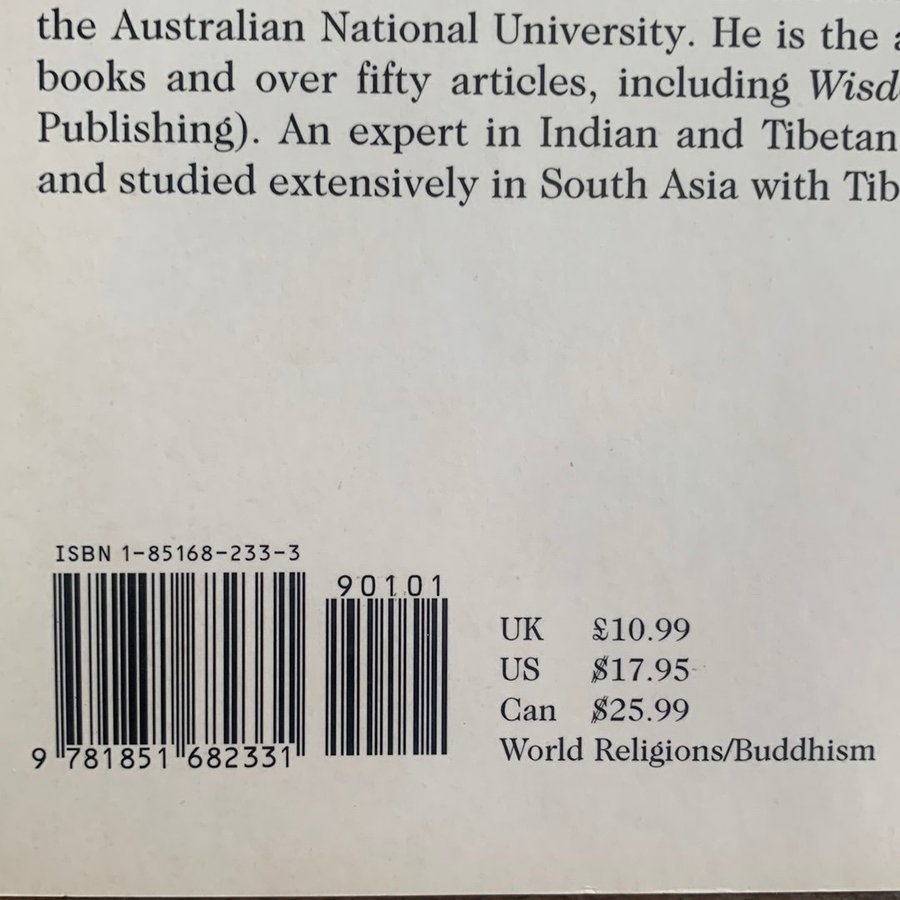 the Australian National University. He is the
books and over fifty articles, including Wisd
Publishing). An expert in Indian and Tibetan
and studied extensively in South Asia with Tib
ISBN 1-85168-233-3
90101
9 781851 682331
UK £10.99
US $17.95
Can $25.99
World Religions/Buddhism